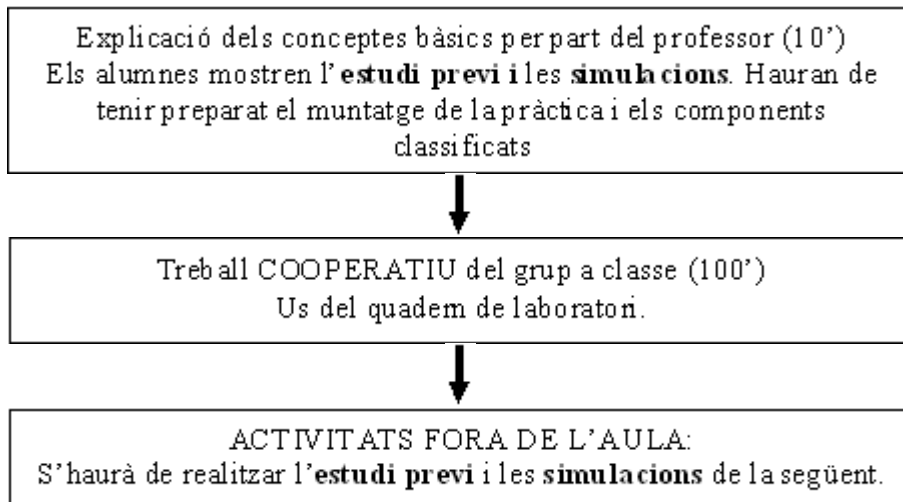 Explicació dels conceptes bàsics per part del professor (10’)
Els alumnes mostren l’estudi previ i les simulacions. Hauran de
tenir preparat el muntatge de la pràctica i els components
classificats
Treball COOPERATIU del grup a classe (100’)
Us del quadern de laboratori.
ACTIVITATS FORA DE L’AULA:
S’haurà de realitzar l’estudi previ i les simulacions de la següent.